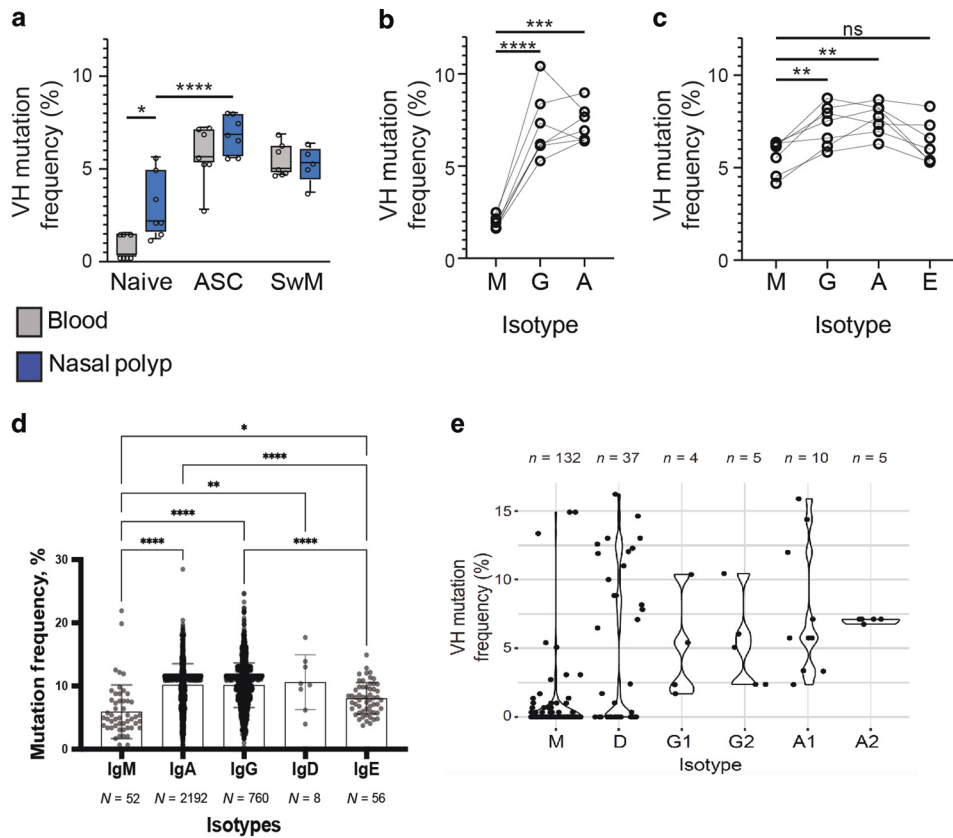 a
VH mutation
frequency (%)
10
5
0
*
****
Naive ASC SwM
Blood
Nasal polyp
b
VH mutation
frequency (%)
10
5
0
***
****
M G A
Isotype
c
VH mutation
frequency (%)
10
5
0
ns
**
**
M G A E
Isotype
d
Mutation frequency, %
30
20
10
0
*
****
**
****
****
****
IgM IgA IgG IgD IgE
N = 52 N = 2192 N = 760 N = 8 N = 56
Isotypes
e
n = 132 n = 37 n = 4 n = 5 n = 10 n = 5
VH mutation
frequency (%)
15
10
5
0
M D G1 G2 A1 A2
Isotype